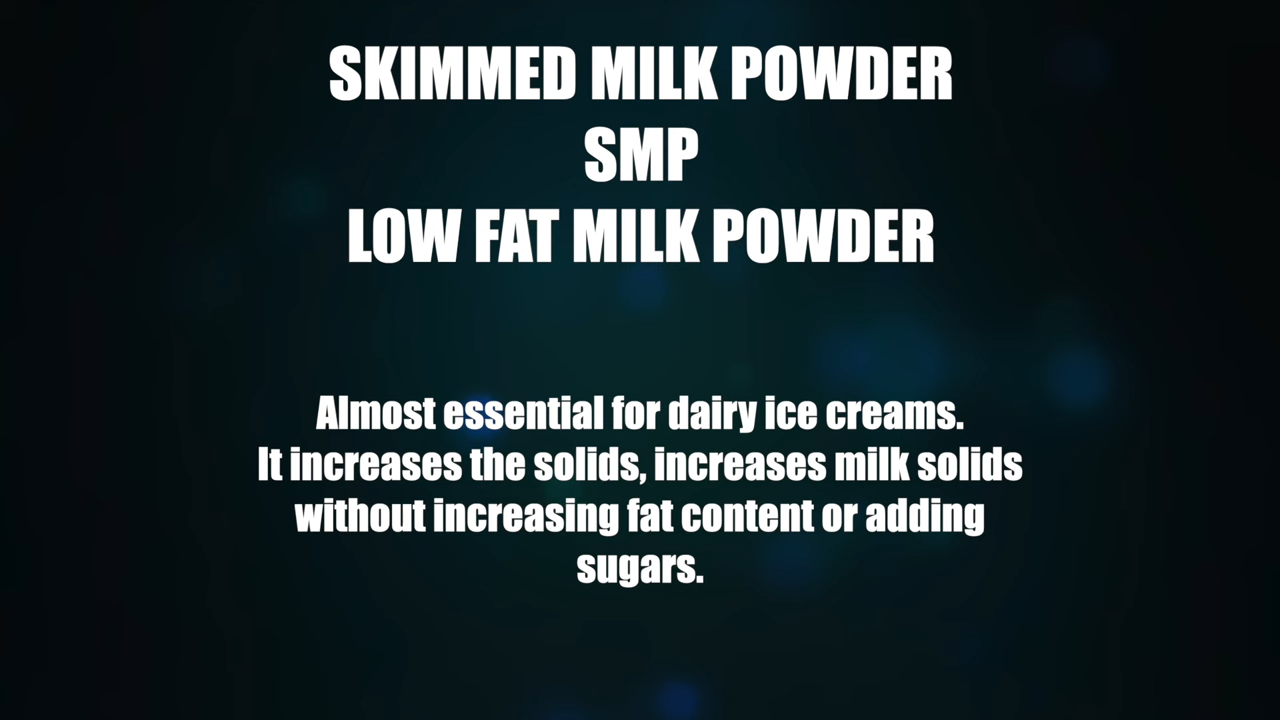 SKIMMED MILK POWDER
SMP
LOW FAT MILK POWDER
Almost essential for dairy ice creams.
It increases the solids, increases milk solids
without increasing fat content or adding
sugars.